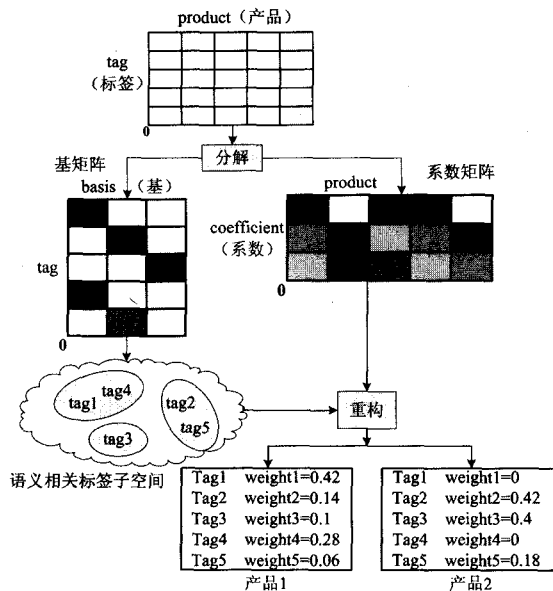 product（产品）
tag
（标签）
0
分解
基矩阵
basis （基）
tag
0
系数矩阵
product
coefficient
（系数）
0
tag1 tag4
tag2
tag5
tag3
语义相关标签子空间
重构
Tag1 weight1=0.42
Tag2 weight2=0.14
Tag3 weight3=0.1
Tag4 weight4=0.28
Tag5 weight5=0.06
产品1
Tag1 weight1=0
Tag2 weight2=0.42
Tag3 weight3=0.4
Tag4 weight4=0
Tag5 weight5=0.18
产品2